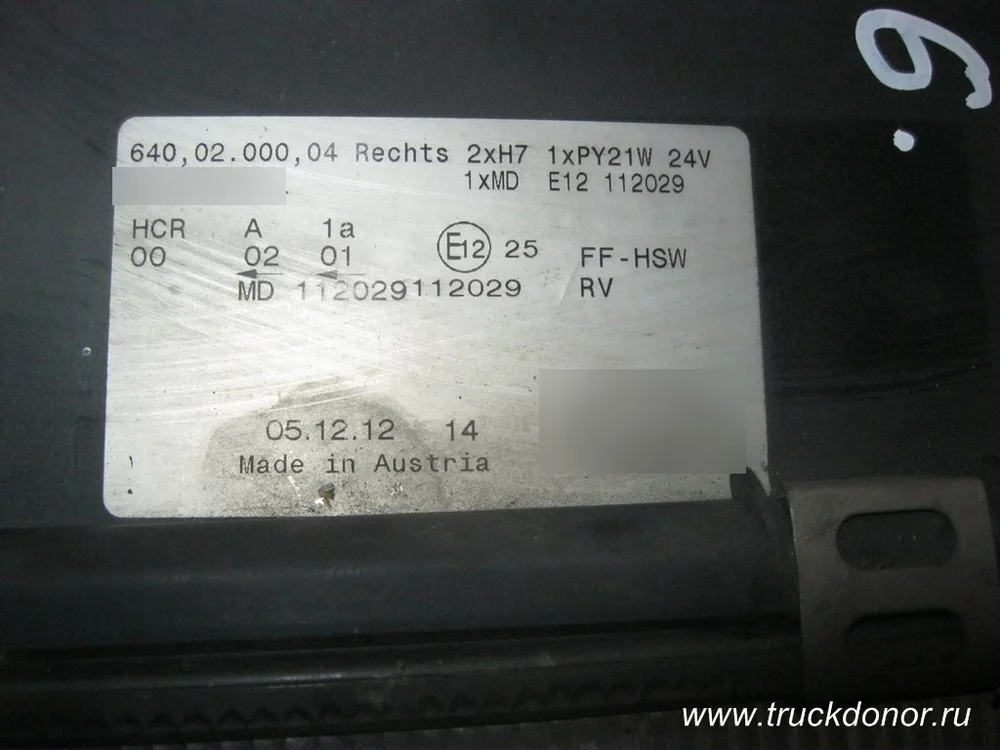 6
640,02.000,04 Rechts 2xH7 1xPY21W 24V
1xMD E12 112029
HCR A 1a
00 02 01 E12 25 FF-HSW
MD 112029112029 RV
05.12.12 14
Made in Austria
www.truckdonor.ru